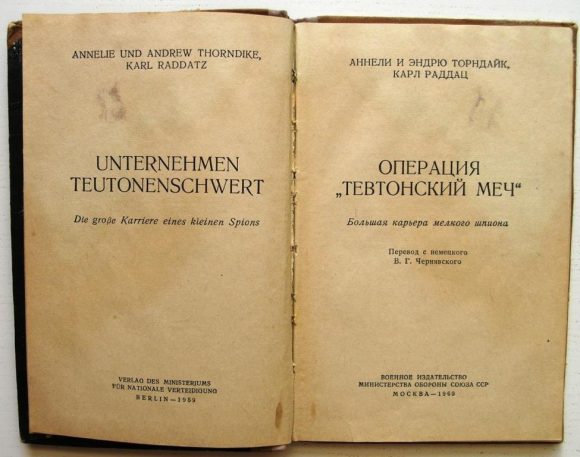 ANNELIE UND ANDREW THORNDIKE,
KARL RADDATZ
UNTERNEHMEN
TEUTONENSCHWERT
Die große Karriere eines kleinen Spions
VERLAG DES MINISTERIUMS
FÜR NATIONALE VERTEIDIGUNG
BERLIN—1959
АННЕЛИ И ЭНДРЮ ТОРНДАЙК,
КАРЛ РАДДАЦ
ОПЕРАЦИЯ
„ТЕВТОНСКИЙ МЕЧ“
Большая карьера мелкого шпиона
Перевод с немецкого
В. Г. Чернявского
ВОЕННОЕ ИЗДАТЕЛЬСТВО
МИНИСТЕРСТВА ОБОРОНЫ СОЮЗА ССР
МОСКВА—1960